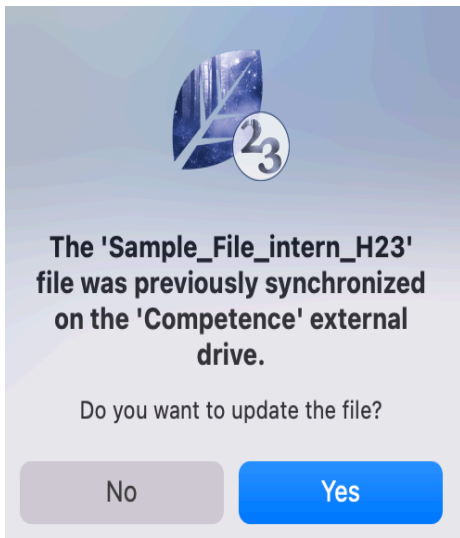 23
The 'Sample_File_intern_H23'
file was previously synchronized
on the 'Competence' external
drive.
Do you want to update the file?
No
Yes